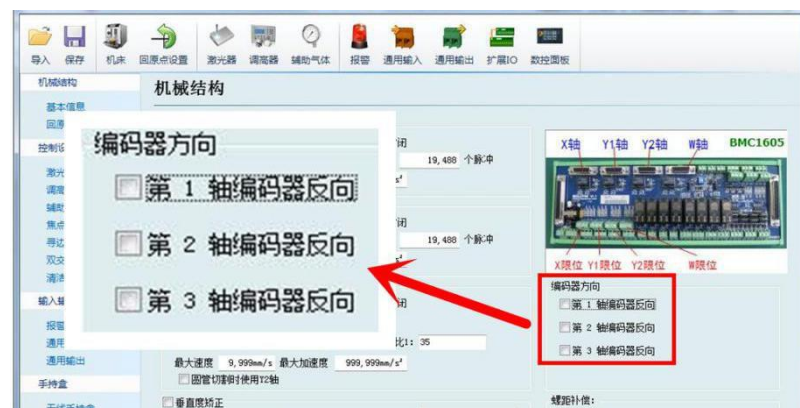 导入 保存 机床 回原点设置 激光器 调高器 辅助气体 报警 通用输入 通用输出 扩展IO 数控面板
机械结构
基本信息
机械结构
编码器方向
第 1 轴编码器反向
第 2 轴编码器反向
第 3 轴编码器反向
19,488 个脉冲
19,488 个脉冲
35
最大速度 9,999mm/s 最大加速度 999,999mm/s²
圆管切割时使用Y2轴
垂直度矫正
X轴 Y1轴 Y2轴 W轴 BMC1605
X限位 Y1限位 Y2限位 W限位
编码器方向
第 1 轴编码器反向
第 2 轴编码器反向
第 3 轴编码器反向
螺距补偿:
报警
通用输出
手持盒